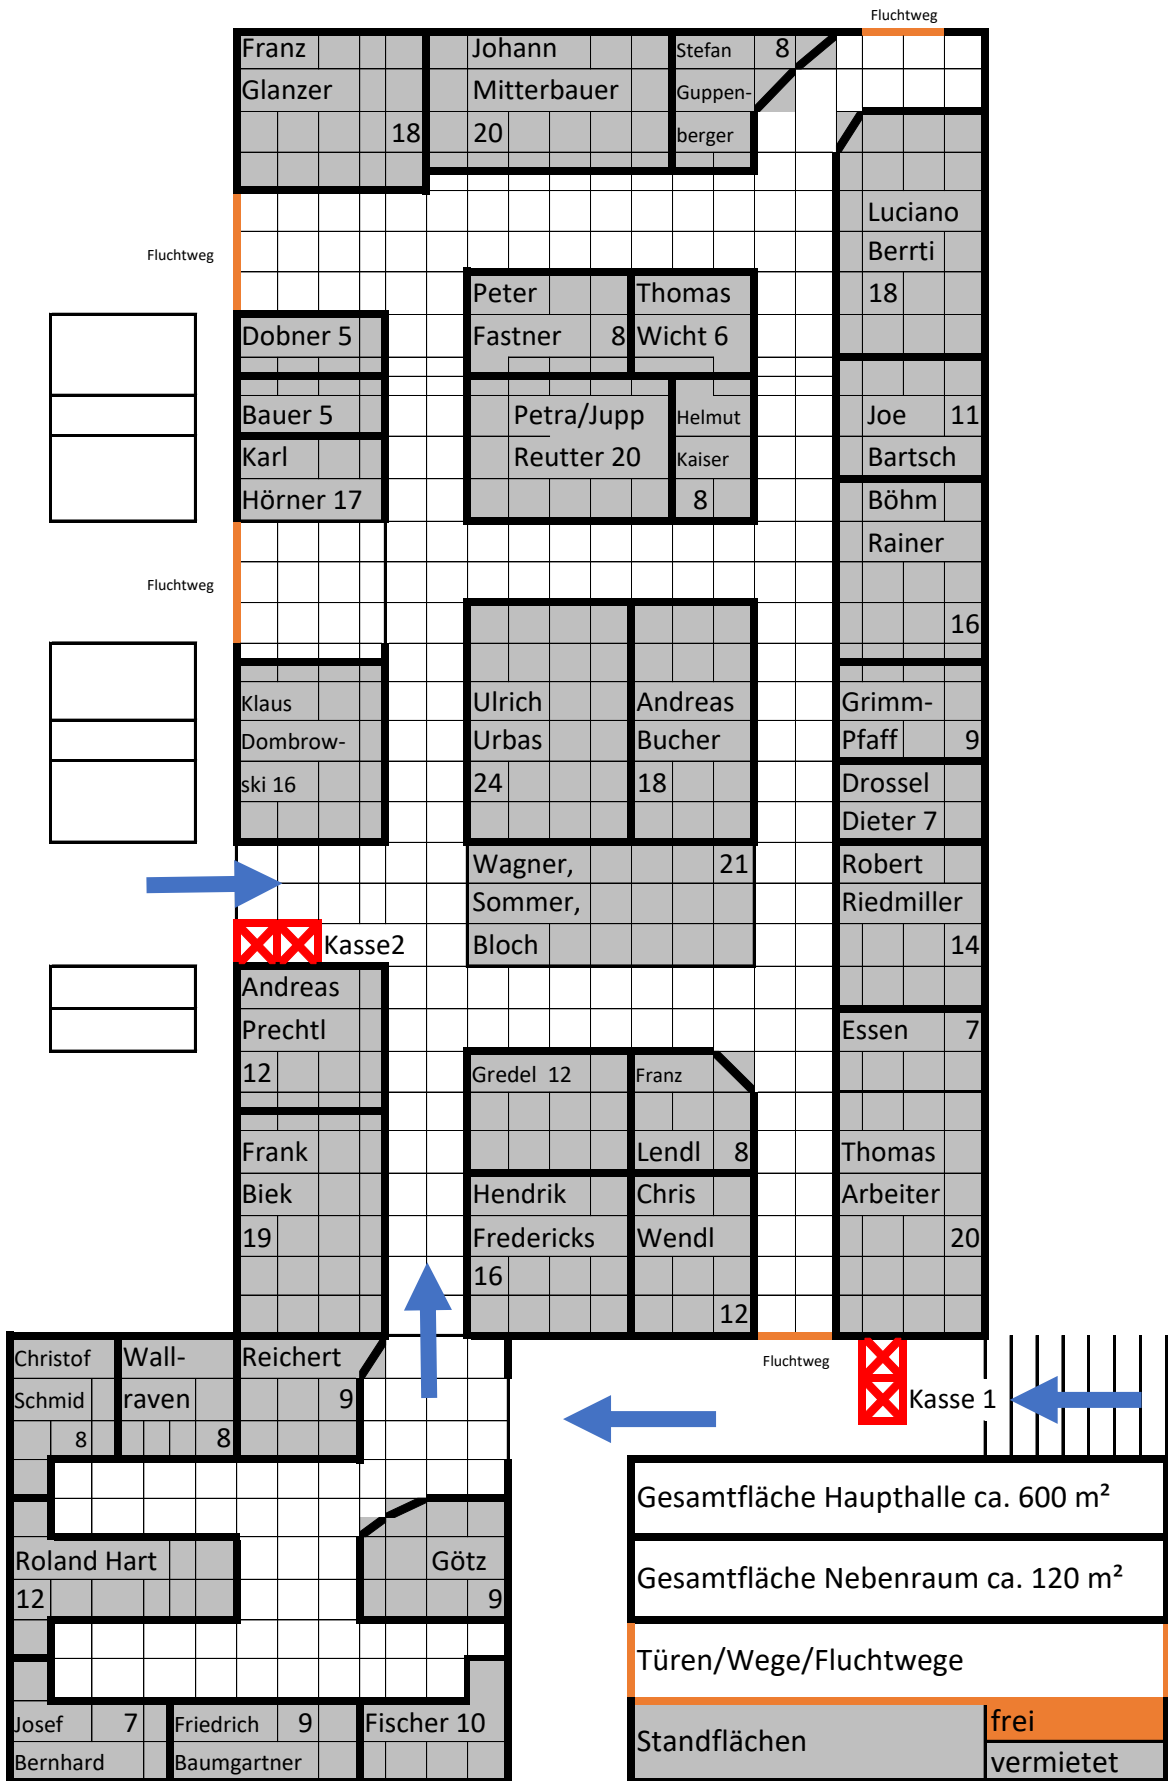 Fluchtweg
Franz
Glanzer
18
Johann
Mitterbauer
20
Stefan 8
Guppen-
berger
Luciano
Berrti
18
Fluchtweg
Peter
Fastner 8
Thomas
Wicht 6
Dobner 5
Bauer 5
Karl
Hörner 17
Petra/Jupp
Reutter 20
Helmut
Kaiser
8
Joe 11
Bartsch
Böhm
Rainer
16
Fluchtweg
Klaus
Dombrow-
ski 16
Ulrich
Urbas
24
Andreas
Bucher
18
Grimm-
Pfaff 9
Drossel
Dieter 7
Wagner, 21
Sommer,
Bloch
Robert
Riedmiller
14
Kasse2
Andreas
Prechtl
12
Essen 7
Gredel 12
Franz
Lendl 8
Frank
Biek
19
Hendrik
Fredericks
16
Chris
Wendl
12
Thomas
Arbeiter
20
Christof
Schmid
8
Wall-
raven
8
Reichert
9
Fluchtweg
Kasse 1
Roland Hart
12
Götz
9
Josef 7
Bernhard
Friedrich 9
Baumgartner
Fischer 10
Gesamtfläche Haupthalle ca. 600 m²
Gesamtfläche Nebenraum ca. 120 m²
Türen/Wege/Fluchtwege
Standflächen
frei
vermietet